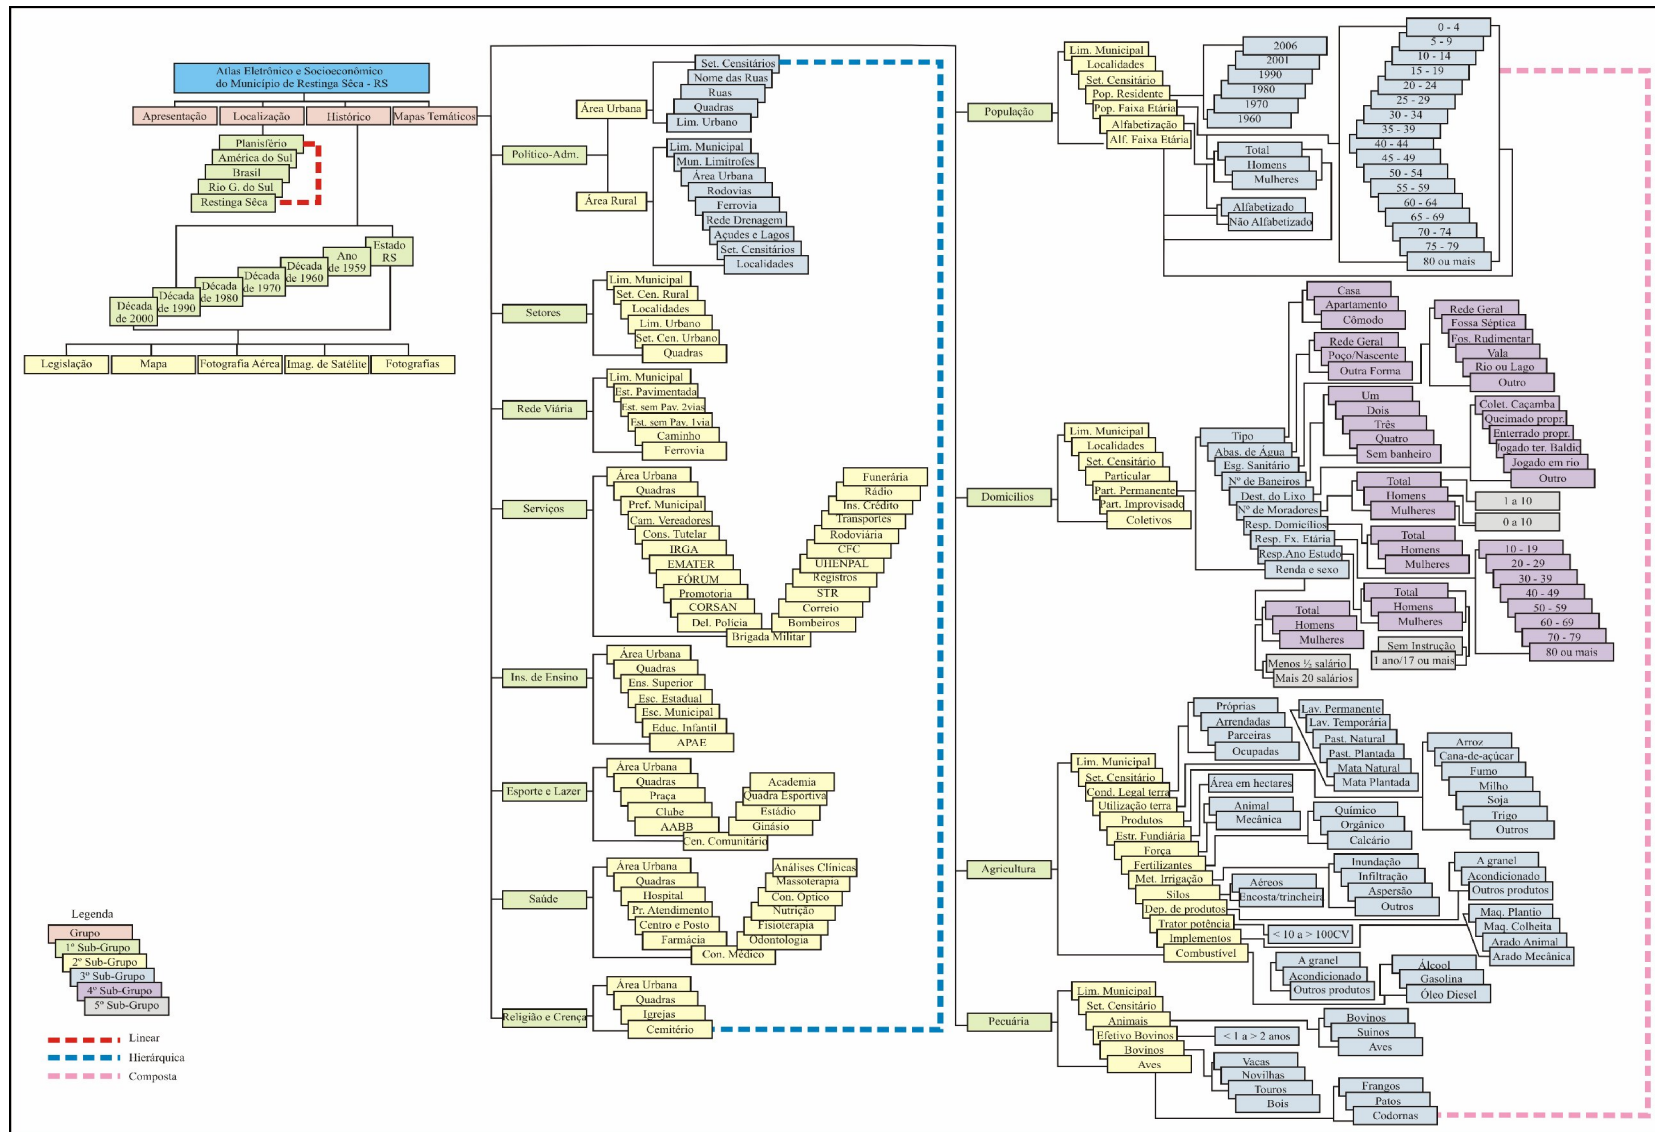 Atlas Eletrônico e Socioeconômico
do Município de Restinga Sêca - RS
Apresentação
Localização
Histórico
Mapas Temáticos
Planisfério
América do Sul
Brasil
Rio G. do Sul
Restinga Sêca
Estado
RS
Ano
de 1959
Década
de 1960
Década
de 1970
Década
de 1980
Década
de 1990
Década
de 2000
Legislação
Mapa
Fotografia Aérea
Imag. de Satélite
Fotografias
Legenda
Grupo
1º Sub-Grupo
2º Sub-Grupo
3º Sub-Grupo
4º Sub-Grupo
5º Sub-Grupo
Linear
Hierárquica
Composta
Político-Adm.
Área Urbana
Set. Censitários
Nome das Ruas
Ruas
Quadras
Lim. Urbano
Área Rural
Lim. Municipal
Mun. Limitrofes
Área Urbana
Rodovias
Ferrovia
Rede Drenagem
Açudes e Lagos
Set. Censitários
Localidades
Setores
Lim. Municipal
Set. Cen. Rural
Localidades
Lim. Urbano
Set. Cen. Urbano
Quadras
Rede Viária
Lim. Municipal
Est. Pavimentada
Est. sem Pav. 2vias
Est. sem Pav. 1via
Caminho
Ferrovia
Serviços
Área Urbana
Quadras
Pref. Municipal
Cam. Vereadores
Cons. Tutelar
IRGA
EMATER
FÓRUM
Promotoria
CORSAN
Del. Polícia
Brigada Militar
Funerária
Rádio
Ins. Crédito
Transportes
Rodoviária
CFC
UHENPAL
Registros
STR
Correio
Bombeiros
Ins. de Ensino
Área Urbana
Quadras
Ens. Superior
Esc. Estadual
Esc. Municipal
Educ. Infantil
APAE
Esporte e Lazer
Área Urbana
Quadras
Praça
Clube
AABB
Cen. Comunitário
Academia
Quadra Esportiva
Estádio
Ginásio
Saúde
Área Urbana
Quadras
Hospital
Pr. Atendimento
Centro e Posto
Farmácia
Con. Médico
Análises Clínicas
Massoterapia
Con. Optico
Nutrição
Fisioterapia
Odontologia
Religião e Crença
Área Urbana
Quadras
Igrejas
Cemitério
População
Lim. Municipal
Localidades
Set. Censitário
Pop. Residente
Pop. Faixa Etária
Alfabetização
Alf. Faixa Etária
2006
2001
1990
1980
1970
1960
Total
Homens
Mulheres
Alfabetizado
Não Alfabetizado
0 - 4
5 - 9
10 - 14
15 - 19
20 - 24
25 - 29
30 - 34
35 - 39
40 - 44
45 - 49
50 - 54
55 - 59
60 - 64
65 - 69
70 - 74
75 - 79
80 ou mais
Domicílios
Lim. Municipal
Localidades
Set. Censitário
Particular
Part. Permanente
Part. Improvisado
Coletivos
Tipo
Abas. de Água
Esg. Sanitário
Nº de Baneiros
Dest. do Lixo
Nº de Moradores
Resp. Domicílios
Resp. Fx. Etária
Resp.Ano Estudo
Renda e sexo
Casa
Apartamento
Cômodo
Rede Geral
Poço/Nascente
Outra Forma
Rede Geral
Fossa Séptica
Fos. Rudimentar
Vala
Rio ou Lago
Outro
Um
Dois
Três
Quatro
Sem banheiro
Colet. Caçamba
Queimado propr.
Enterrado propr.
Jogado ter. Baldio
Jogado em rio
Outro
Total
Homens
Mulheres
1 a 10
0 a 10
Total
Homens
Mulheres
10 - 19
20 - 29
30 - 39
40 - 49
50 - 59
60 - 69
70 - 79
80 ou mais
Total
Homens
Mulheres
Sem Instrução
1 ano/17 ou mais
Total
Homens
Mulheres
Menos ½ salário
Mais 20 salários
Agricultura
Lim. Municipal
Set. Censitário
Cond. Legal terra
Utilização terra
Produtos
Estr. Fundiária
Força
Fertilizantes
Met. Irrigação
Silos
Dep. de produtos
Trator potência
Implementos
Combustível
Próprias
Arrendadas
Parceiras
Ocupadas
Lav. Permanente
Lav. Temporária
Past. Natural
Past. Plantada
Mata Natural
Mata Plantada
Arroz
Cana-de-açúcar
Fumo
Milho
Soja
Trigo
Outros
Área em hectares
Animal
Mecânica
Químico
Orgânico
Calcário
Inundação
Infiltração
Aspersão
Outros
Aéreos
Encosta/trincheira
A granel
Acondicionado
Outros produtos
< 10 a > 100CV
Maq. Plantio
Maq. Colheita
Arado Animal
Arado Mecânica
A granel
Acondicionado
Outros produtos
Álcool
Gasolina
Óleo Diesel
Pecuária
Lim. Municipal
Set. Censitário
Animais
Efetivo Bovinos
Bovinos
Aves
Bovinos
Suinos
Aves
< 1 a > 2 anos
Vacas
Novilhas
Touros
Bois
Frangos
Patos
Codornas